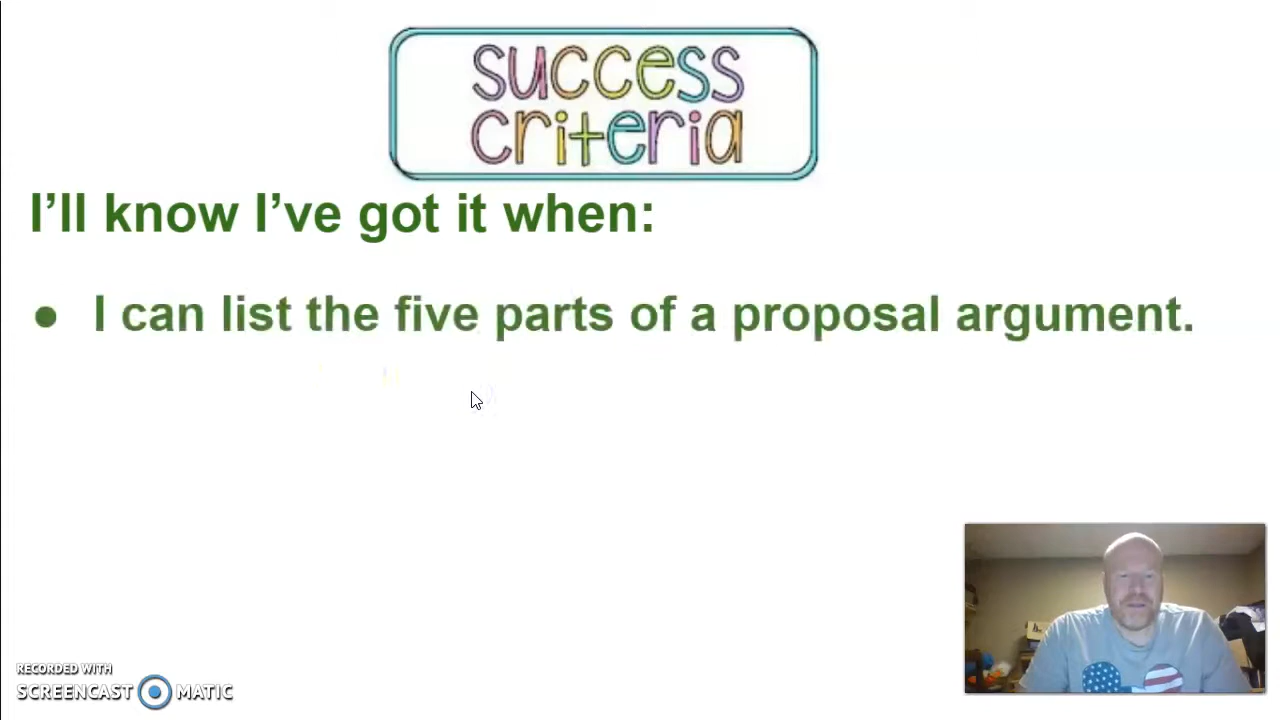 success
criteria
I'll know I've got it when:
● I can list the five parts of a proposal argument.
RECORDED WITH
SCREENCAST MATIC